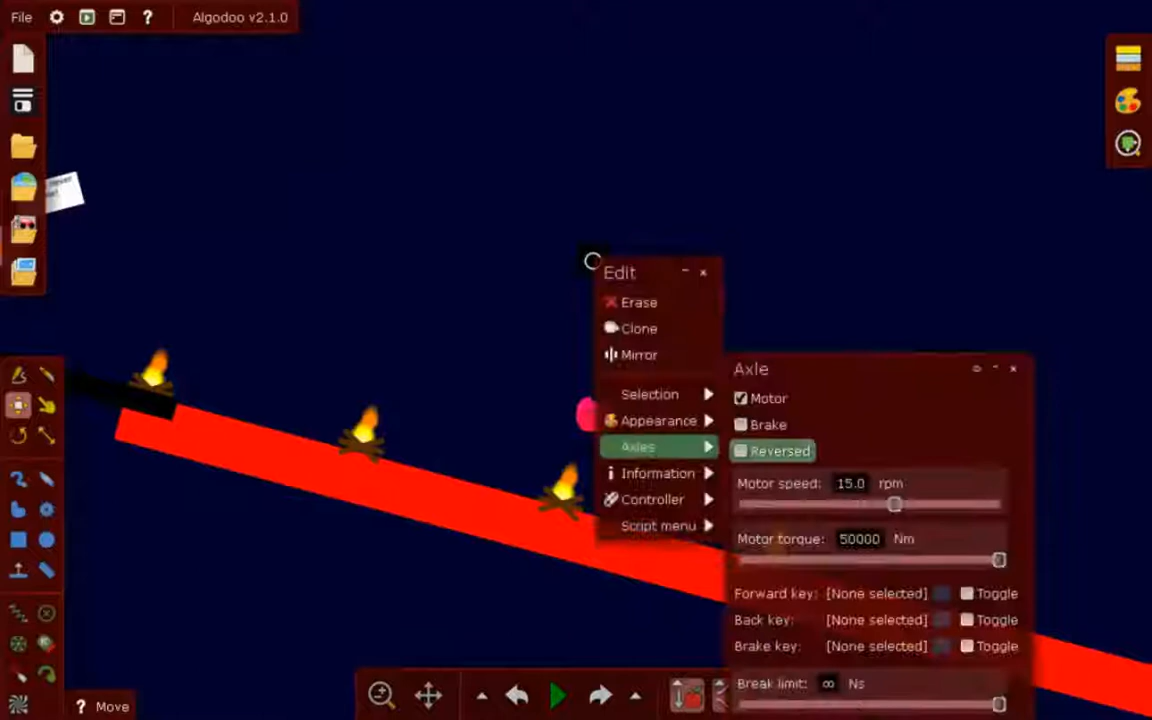 File ? Algodoo v2.1.0
Edit
Erase
Clone
Mirror
Selection
Appearance
Axles
Information
Controller
Script menu
Axle
Motor
Brake
Reversed
Motor speed: 15.0 rpm
Motor torque: 50000 Nm
Forward key: [None selected] Toggle
Back key: [None selected] Toggle
Brake key: [None selected] Toggle
Break limit: ∞ Ns
? Move